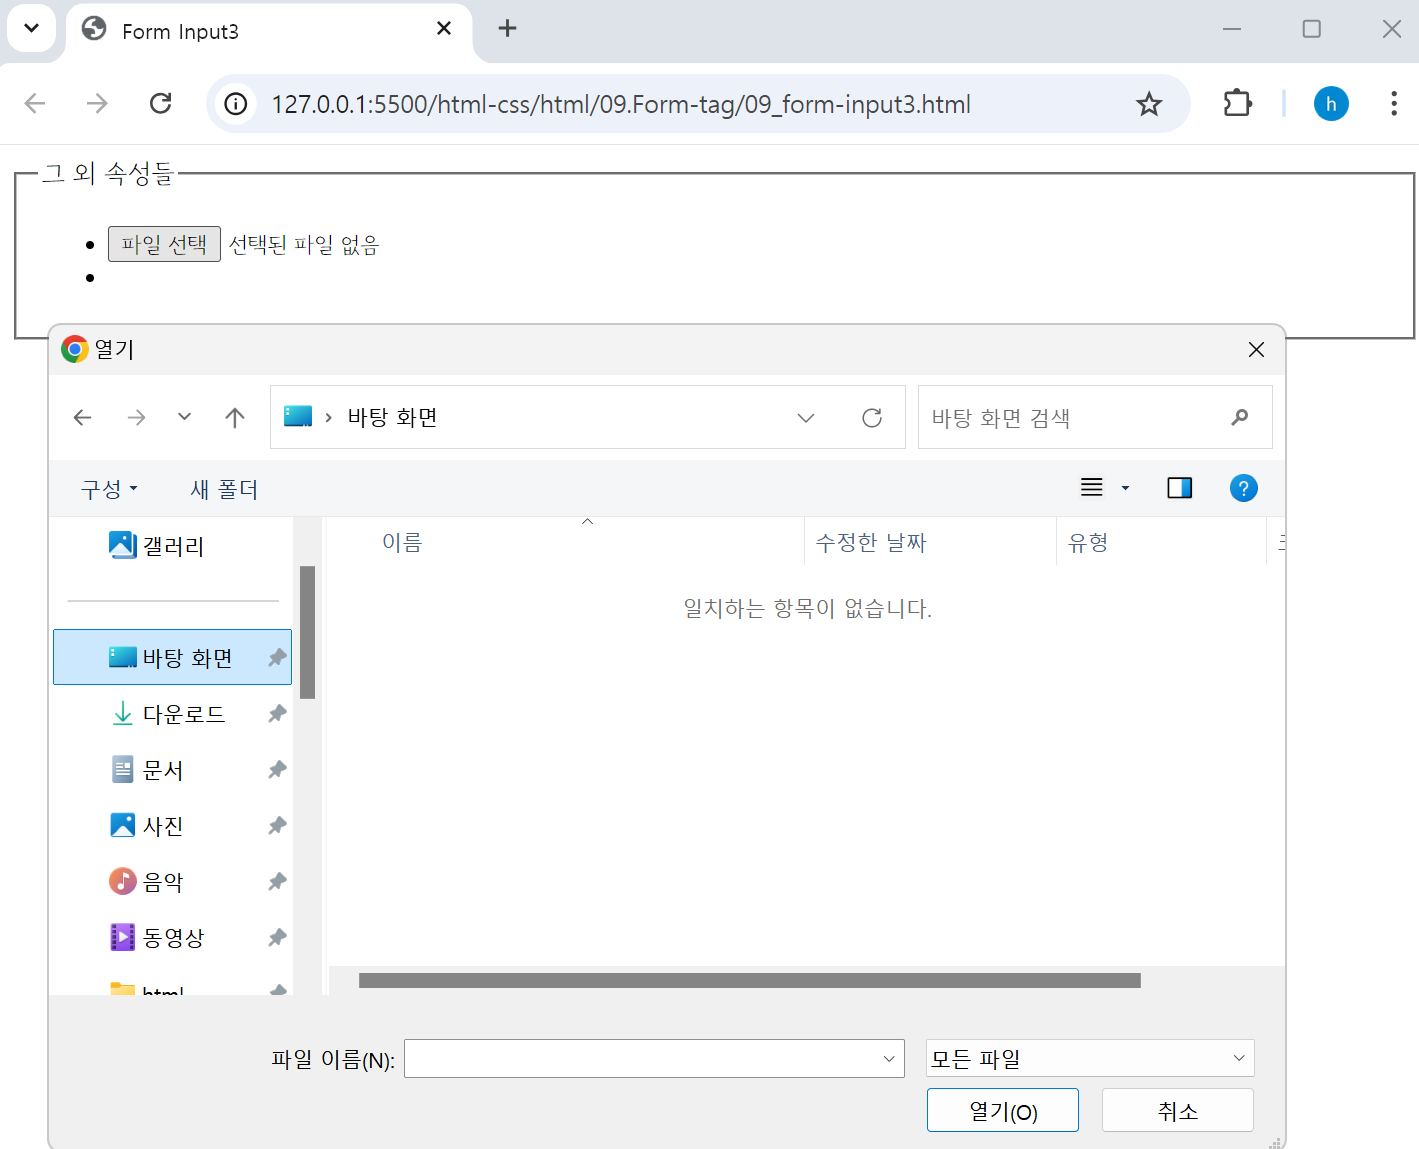 Form Input3
127.0.0.1:5500/html-css/html/09.Form-tag/09_form-input3.html
h
그 외 속성들
파일 선택 선택된 파일 없음
열기
바탕 화면
바탕 화면 검색
구성
새 폴더
갤러리
이름
수정한 날짜
유형
일치하는 항목이 없습니다.
바탕 화면
다운로드
문서
사진
음악
동영상
html
파일 이름(N):
모든 파일
열기(O)
취소